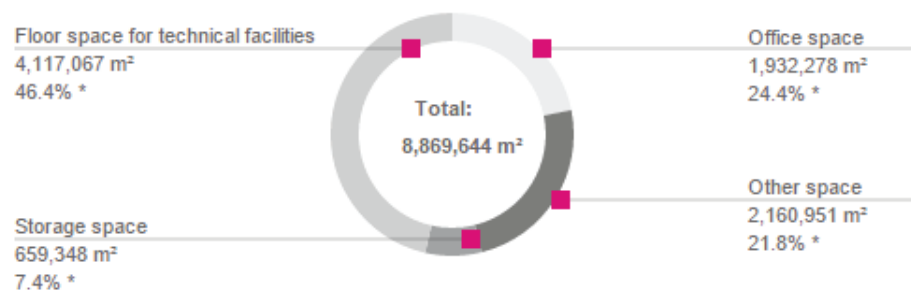 Floor space for technical facilities
4,117,067 m²
46.4% *
Office space
1,932,278 m²
24.4% *
Total:
8,869,644 m²
Other space
2,160,951 m²
21.8% *
Storage space
659,348 m²
7.4% *